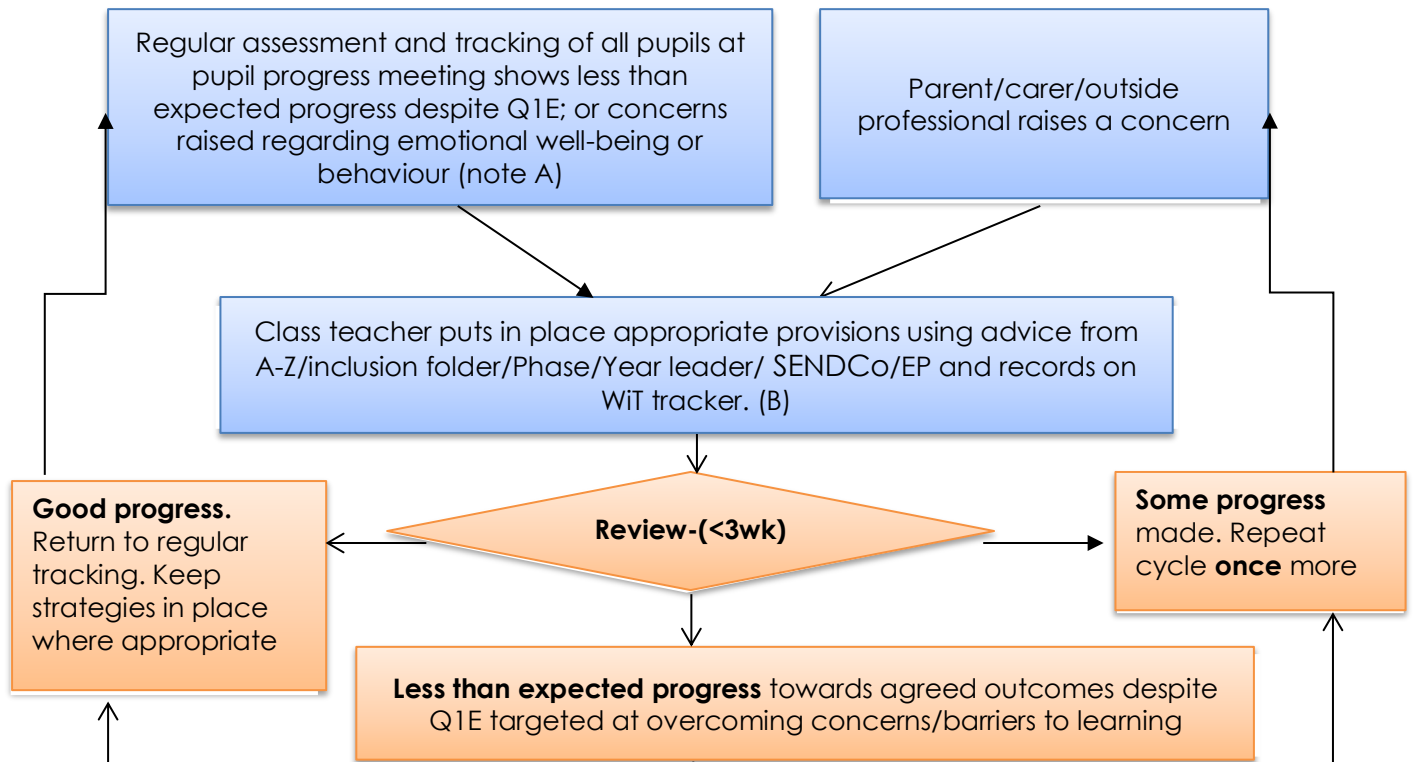 Regular assessment and tracking of all pupils at
pupil progress meeting shows less than
expected progress despite Q1E; or concerns
raised regarding emotional well-being or
behaviour (note A)
Parent/carer/outside
professional raises a concern
Class teacher puts in place appropriate provisions using advice from
A-Z/inclusion folder/Phase/Year leader/ SENDCo/EP and records on
WiT tracker. (B)
Review-(<3wk)
Good progress.
Return to regular
tracking. Keep
strategies in place
where appropriate
Some progress
made. Repeat
cycle once more
Less than expected progress towards agreed outcomes despite
Q1E targeted at overcoming concerns/barriers to learning